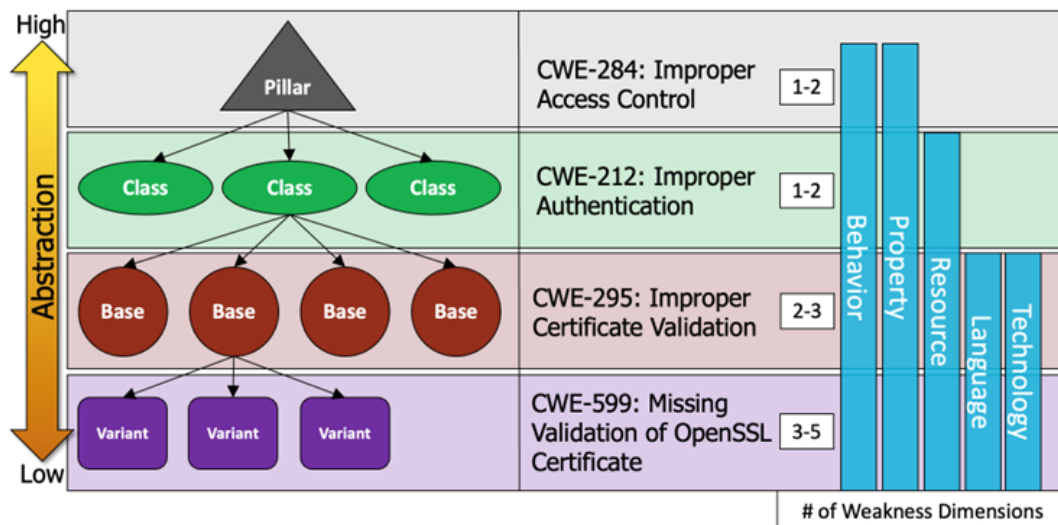 High
Abstraction
Low
Pillar
CWE-284: Improper
Access Control
1-2
Class
Class
Class
CWE-212: Improper
Authentication
1-2
Base
Base
Base
Base
CWE-295: Improper
Certificate Validation
2-3
Variant
Variant
Variant
CWE-599: Missing
Validation of OpenSSL
Certificate
3-5
Behavior
Property
Resource
Language
Technology
# of Weakness Dimensions